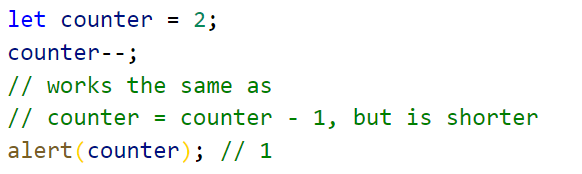 let counter = 2;
counter--;
// works the same as
// counter = counter - 1, but is shorter
alert(counter); // 1